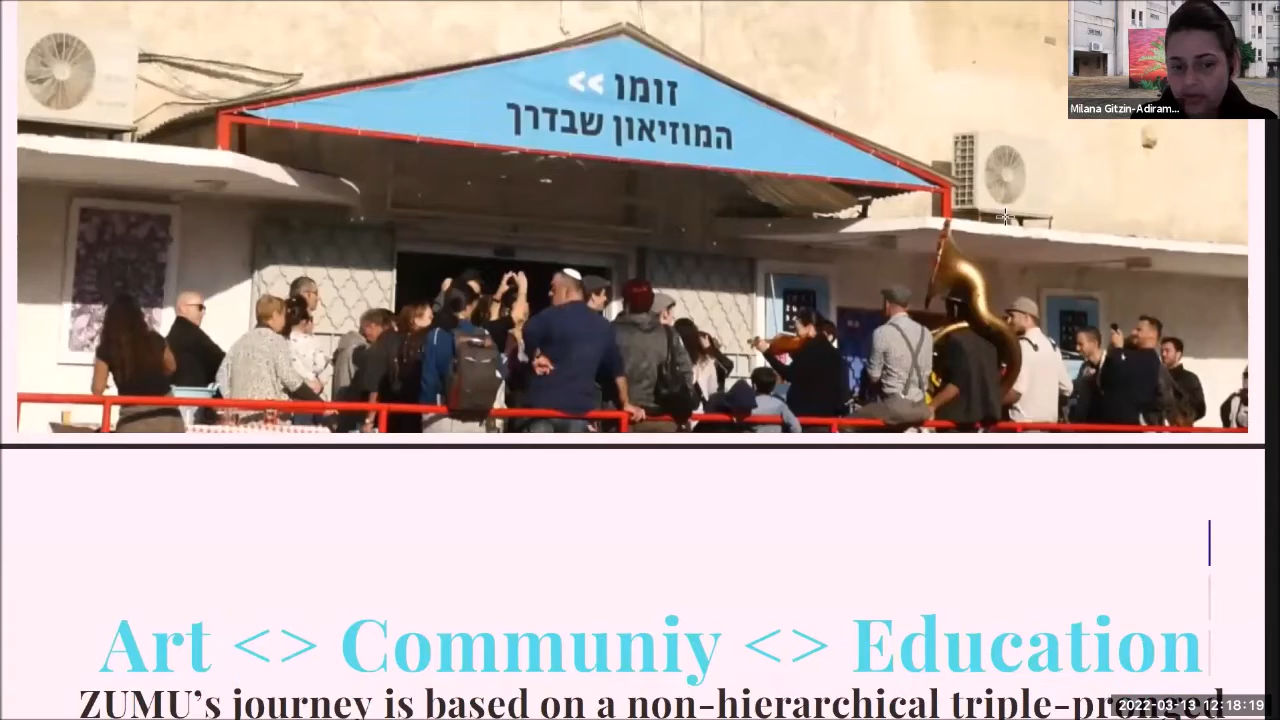 זומו >>
המוזיאון שבדרך
Milana Gitzin-Adiram...
Art <> Communiy <> Education
ZUMU’s journey is based on a non-hierarchical triple-pronged
2022-03-13 12:18:19